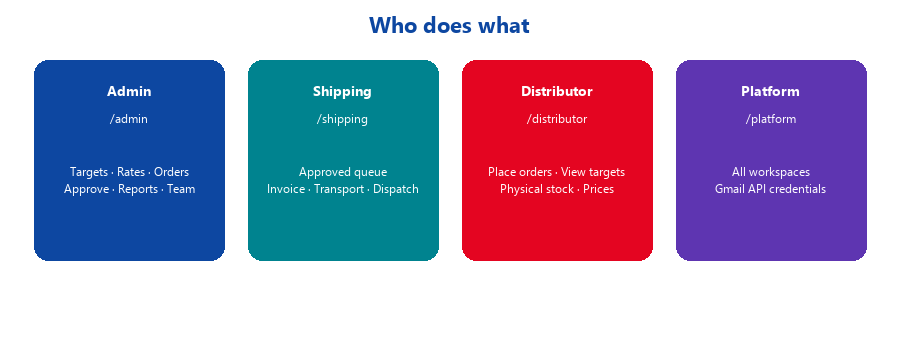 Who does what
Admin
/admin
Targets · Rates · Orders
Approve · Reports · Team
Shipping
/shipping
Approved queue
Invoice · Transport · Dispatch
Distributor
/distributor
Place orders · View targets
Physical stock · Prices
Platform
/platform
All workspaces
Gmail API credentials